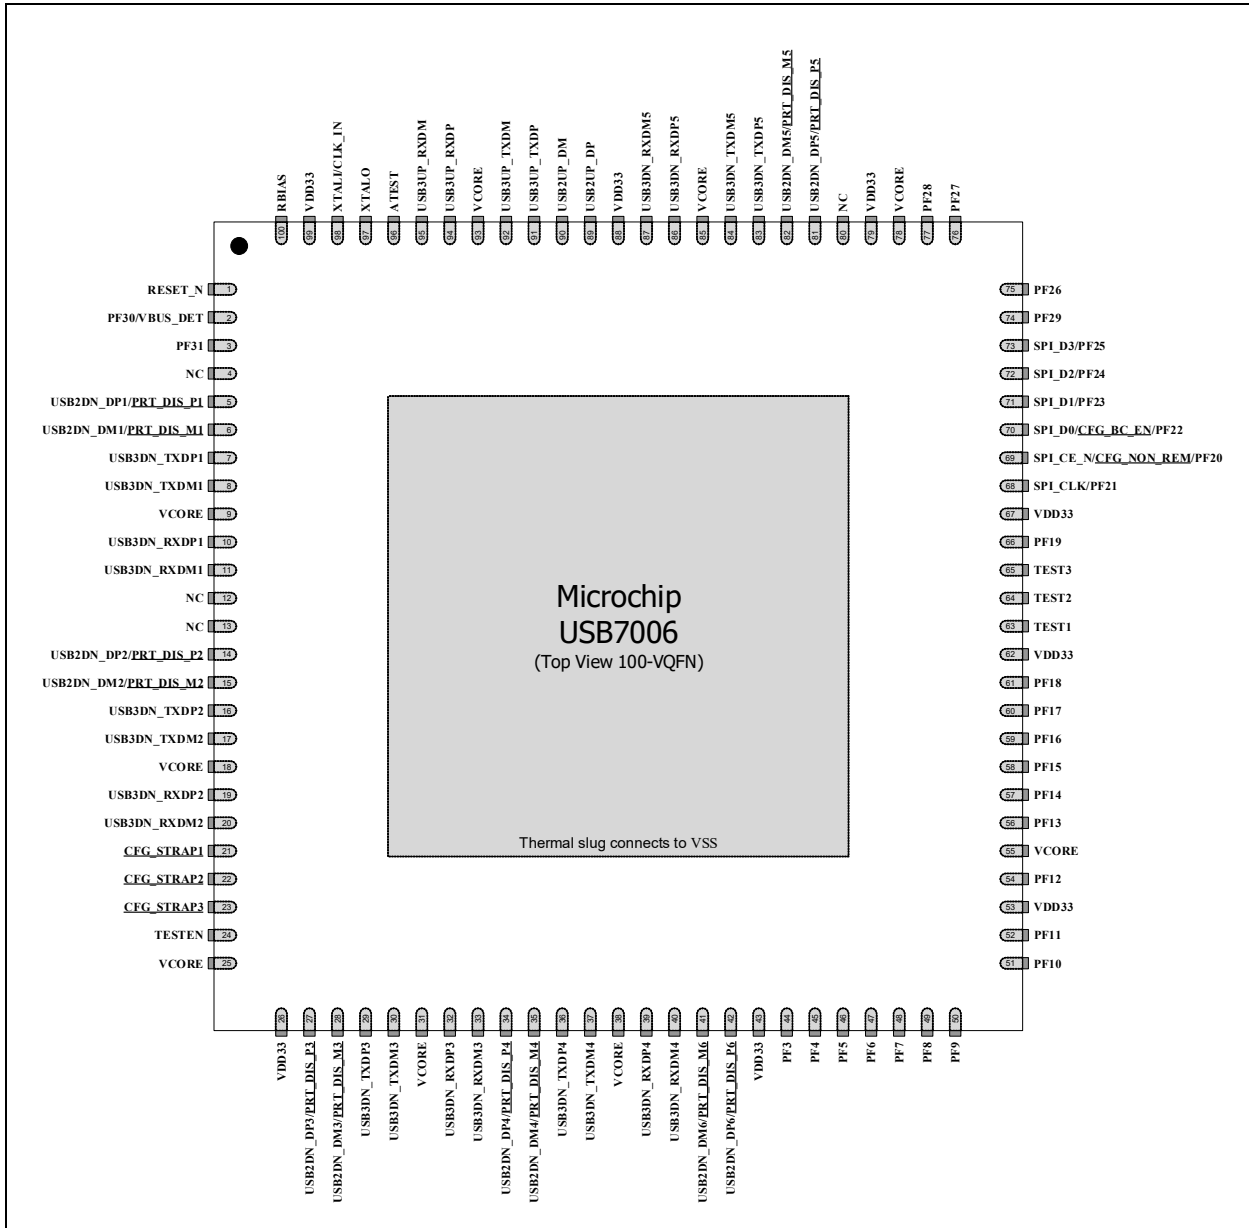 RBIAS
VDD33
XTALI/CLK_IN
XTALO
ATEST
USB3UP_RXDM
USB3UP_RXDP
VCORE
USB3UP_TXDM
USB3UP_TXDP
USB2UP_DM
USB2UP_DP
VDD33
USB3DN_RXDM5
USB3DN_RXDP5
VCORE
USB3DN_TXDM5
USB3DN_TXDP5
USB2DN_DM5/PRT_DIS_M5
USB2DN_DP5/PRT_DIS_P5
NC
VDD33
VCORE
PF28
PF27
100
99
98
97
96
95
94
93
92
91
90
89
88
87
86
85
84
83
82
81
80
79
78
77
76
RESET_N 1
PF30/VBUS_DET 2
PF31 3
NC 4
USB2DN_DP1/PRT_DIS_P1 5
USB2DN_DM1/PRT_DIS_M1 6
USB3DN_TXDP1 7
USB3DN_TXDM1 8
VCORE 9
USB3DN_RXDP1 10
USB3DN_RXDM1 11
NC 12
NC 13
USB2DN_DP2/PRT_DIS_P2 14
USB2DN_DM2/PRT_DIS_M2 15
USB3DN_TXDP2 16
USB3DN_TXDM2 17
VCORE 18
USB3DN_RXDP2 19
USB3DN_RXDM2 20
CFG_STRAP1 21
CFG_STRAP2 22
CFG_STRAP3 23
TESTEN 24
VCORE 25
Microchip
USB7006
(Top View 100-VQFN)
Thermal slug connects to VSS
75 PF26
74 PF29
73 SPI_D3/PF25
72 SPI_D2/PF24
71 SPI_D1/PF23
70 SPI_D0/CFG_BC_EN/PF22
69 SPI_CE_N/CFG_NON_REM/PF20
68 SPI_CLK/PF21
67 VDD33
66 PF19
65 TEST3
64 TEST2
63 TEST1
62 VDD33
61 PF18
60 PF17
59 PF16
58 PF15
57 PF14
56 PF13
55 VCORE
54 PF12
53 VDD33
52 PF11
51 PF10
26
27
28
29
30
31
32
33
34
35
36
37
38
39
40
41
42
43
44
45
46
47
48
49
50
VDD33
USB2DN_DP3/PRT_DIS_P3
USB2DN_DM3/PRT_DIS_M3
USB3DN_TXDP3
USB3DN_TXDM3
VCORE
USB3DN_RXDP3
USB3DN_RXDM3
USB2DN_DP4/PRT_DIS_P4
USB2DN_DM4/PRT_DIS_M4
USB3DN_TXDP4
USB3DN_TXDM4
VCORE
USB3DN_RXDP4
USB3DN_RXDM4
USB2DN_DM6/PRT_DIS_M6
USB2DN_DP6/PRT_DIS_P6
VDD33
PF3
PF4
PF5
PF6
PF7
PF8
PF9